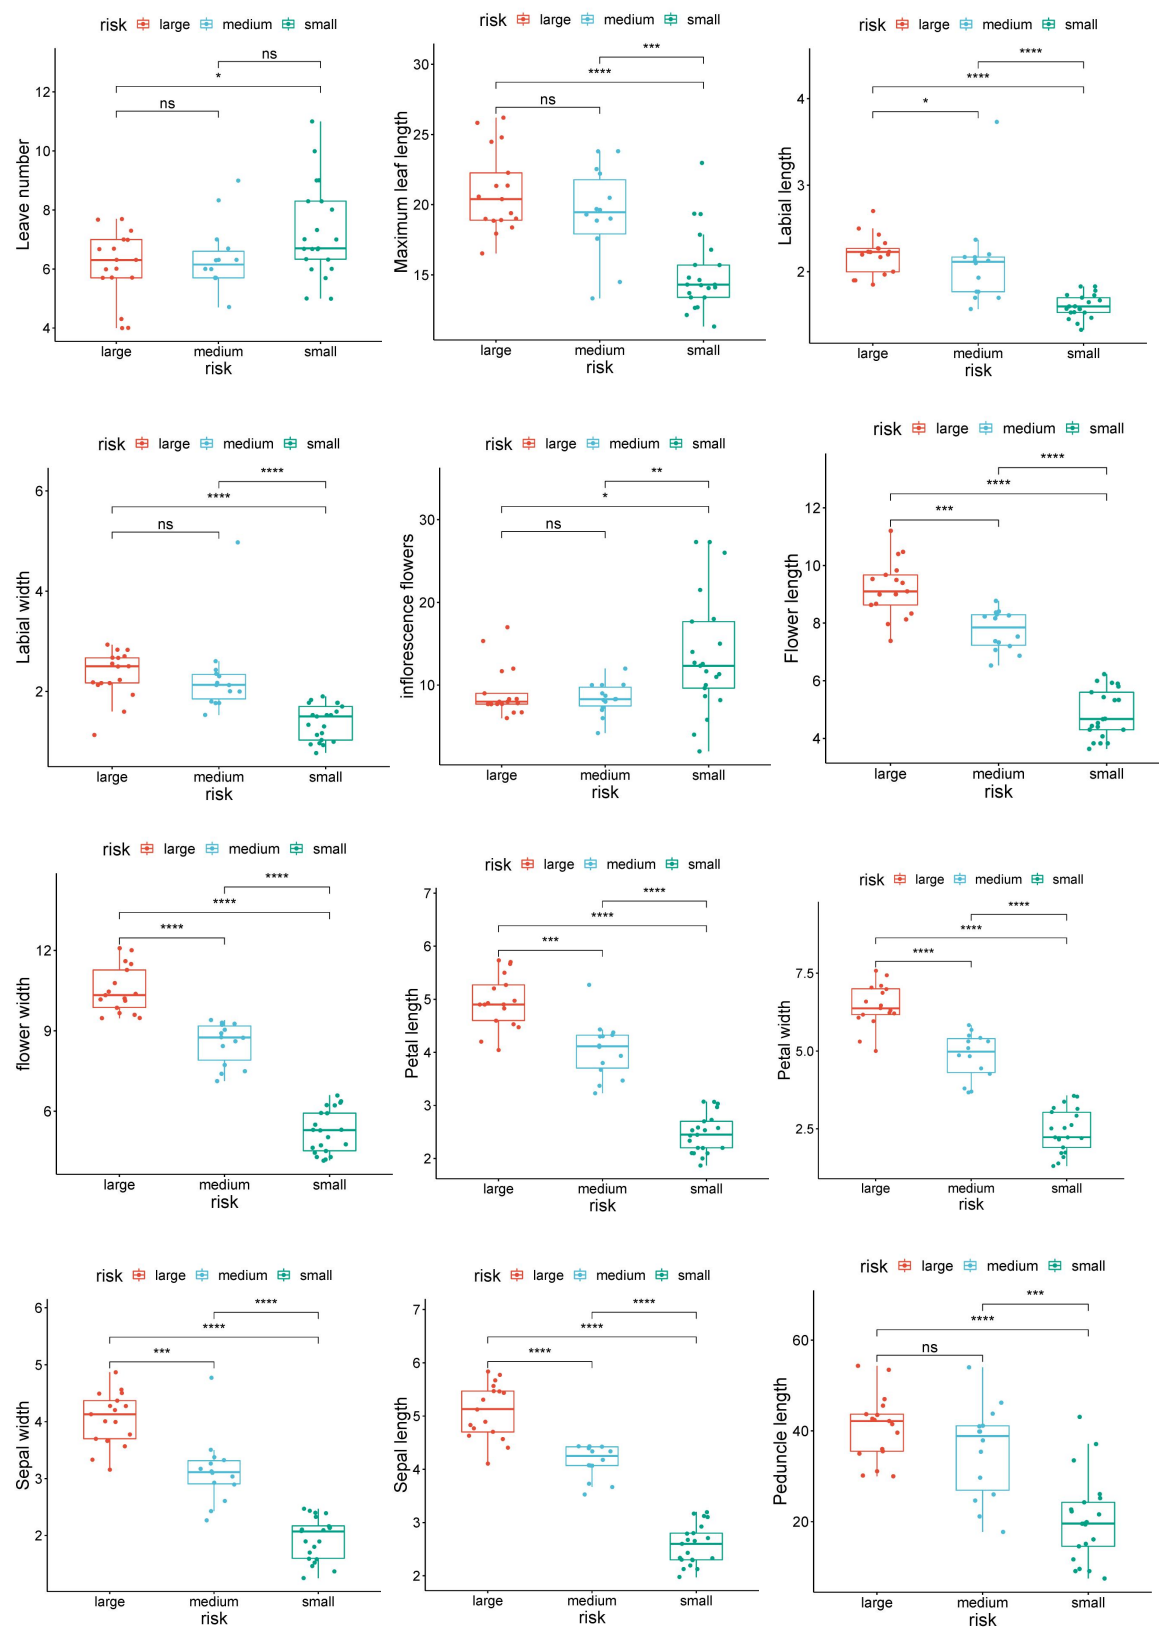 risk large medium small
Leave number
12
10
8
6
4
ns
*
ns
large medium small
risk
risk large medium small
Maximum leaf length
30
25
20
15
***
****
ns
large medium small
risk
risk large medium small
Labial length
4
3
2
****
****
*
large medium small
risk
risk large medium small
Labial width
6
4
2
****
****
ns
large medium small
risk
risk large medium small
inflorescence flowers
30
20
10
**
*
ns
large medium small
risk
risk large medium small
Flower length
12
10
8
6
4
****
****
***
large medium small
risk
risk large medium small
flower width
12
9
6
****
****
****
large medium small
risk
risk large medium small
Petal length
7
6
5
4
3
2
****
****
***
large medium small
risk
risk large medium small
Petal width
7.5
5.0
2.5
****
****
****
large medium small
risk
risk large medium small
Sepal width
6
5
4
3
2
****
****
***
large medium small
risk
risk large medium small
Sepal length
7
6
5
4
3
2
****
****
****
large medium small
risk
risk large medium small
Peduncle length
60
40
20
***
****
ns
large medium small
risk